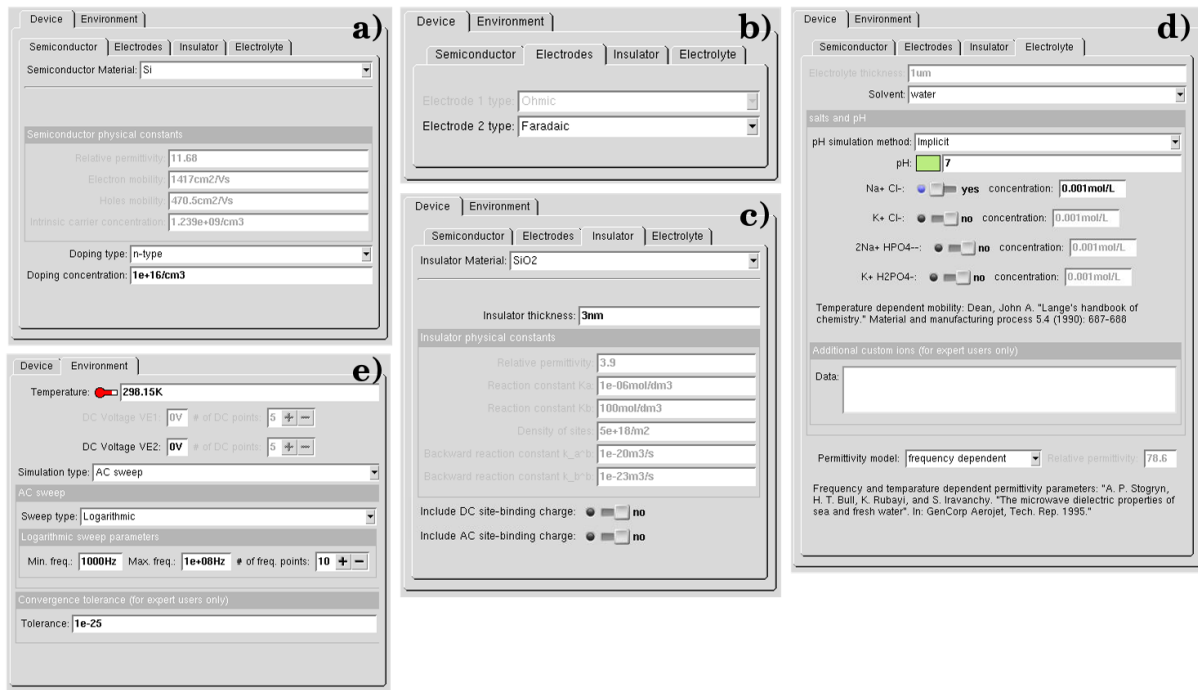 a)
Device Environment
Semiconductor Electrodes Insulator Electrolyte
Semiconductor Material: Si
Semiconductor physical constants
Relative permittivity: 11.68
Electron mobility: 1417cm2/Vs
Holes mobility: 470.5cm2/Vs
Intrinsic carrier concentration: 1.239e+09/cm3
Doping type: n-type
Doping concentration: 1e+16/cm3
b)
Device Environment
Semiconductor Electrodes Insulator Electrolyte
Electrode 1 type: Ohmic
Electrode 2 type: Faradaic
c)
Device Environment
Semiconductor Electrodes Insulator Electrolyte
Insulator Material: SiO2
Insulator thickness: 3nm
Insulator physical constants
Relative permittivity: 3.9
Reaction constant Ka: 1e-06mol/dm3
Reaction constant Kb: 100mol/dm3
Density of sites: 5e+18/m2
Backward reaction constant k_a^b: 1e-20m3/s
Backward reaction constant k_b^b: 1e-23m3/s
Include DC site-binding charge: no
Include AC site-binding charge: no
d)
Device Environment
Semiconductor Electrodes Insulator Electrolyte
Electrolyte thickness: 1um
Solvent: water
salts and pH
pH simulation method: Implicit
pH: 7
Na+ Cl-: yes concentration: 0.001mol/L
K+ Cl-: no concentration: 0.001mol/L
2Na+ HPO4--: no concentration: 0.001mol/L
K+ H2PO4-: no concentration: 0.001mol/L
Temperature dependent mobility: Dean, John A. "Lange's handbook of
chemistry." Material and manufacturing process 5.4 (1990): 687-688
Additional custom ions (for expert users only)
Data:
Permittivity model: frequency dependent Relative permittivity: 78.6
Frequency and temparature dependent permittivity parameters: "A. P. Stogryn,
H. T. Bull, K. Rubayi, and S. Iravanchy. "The microwave dielectric properties of
sea and fresh water". In: GenCorp Aerojet, Tech. Rep. 1995."
e)
Device Environment
Temperature: 298.15K
DC Voltage VE1: 0V # of DC points: 5 + -
DC Voltage VE2: 0V # of DC points: 5 + -
Simulation type: AC sweep
AC sweep
Sweep type: Logarithmic
Logarithmic sweep parameters
Min. freq.: 1000Hz Max. freq.: 1e+08Hz # of freq. points: 10 + -
Convergence tolerance (for expert users only)
Tolerance: 1e-25